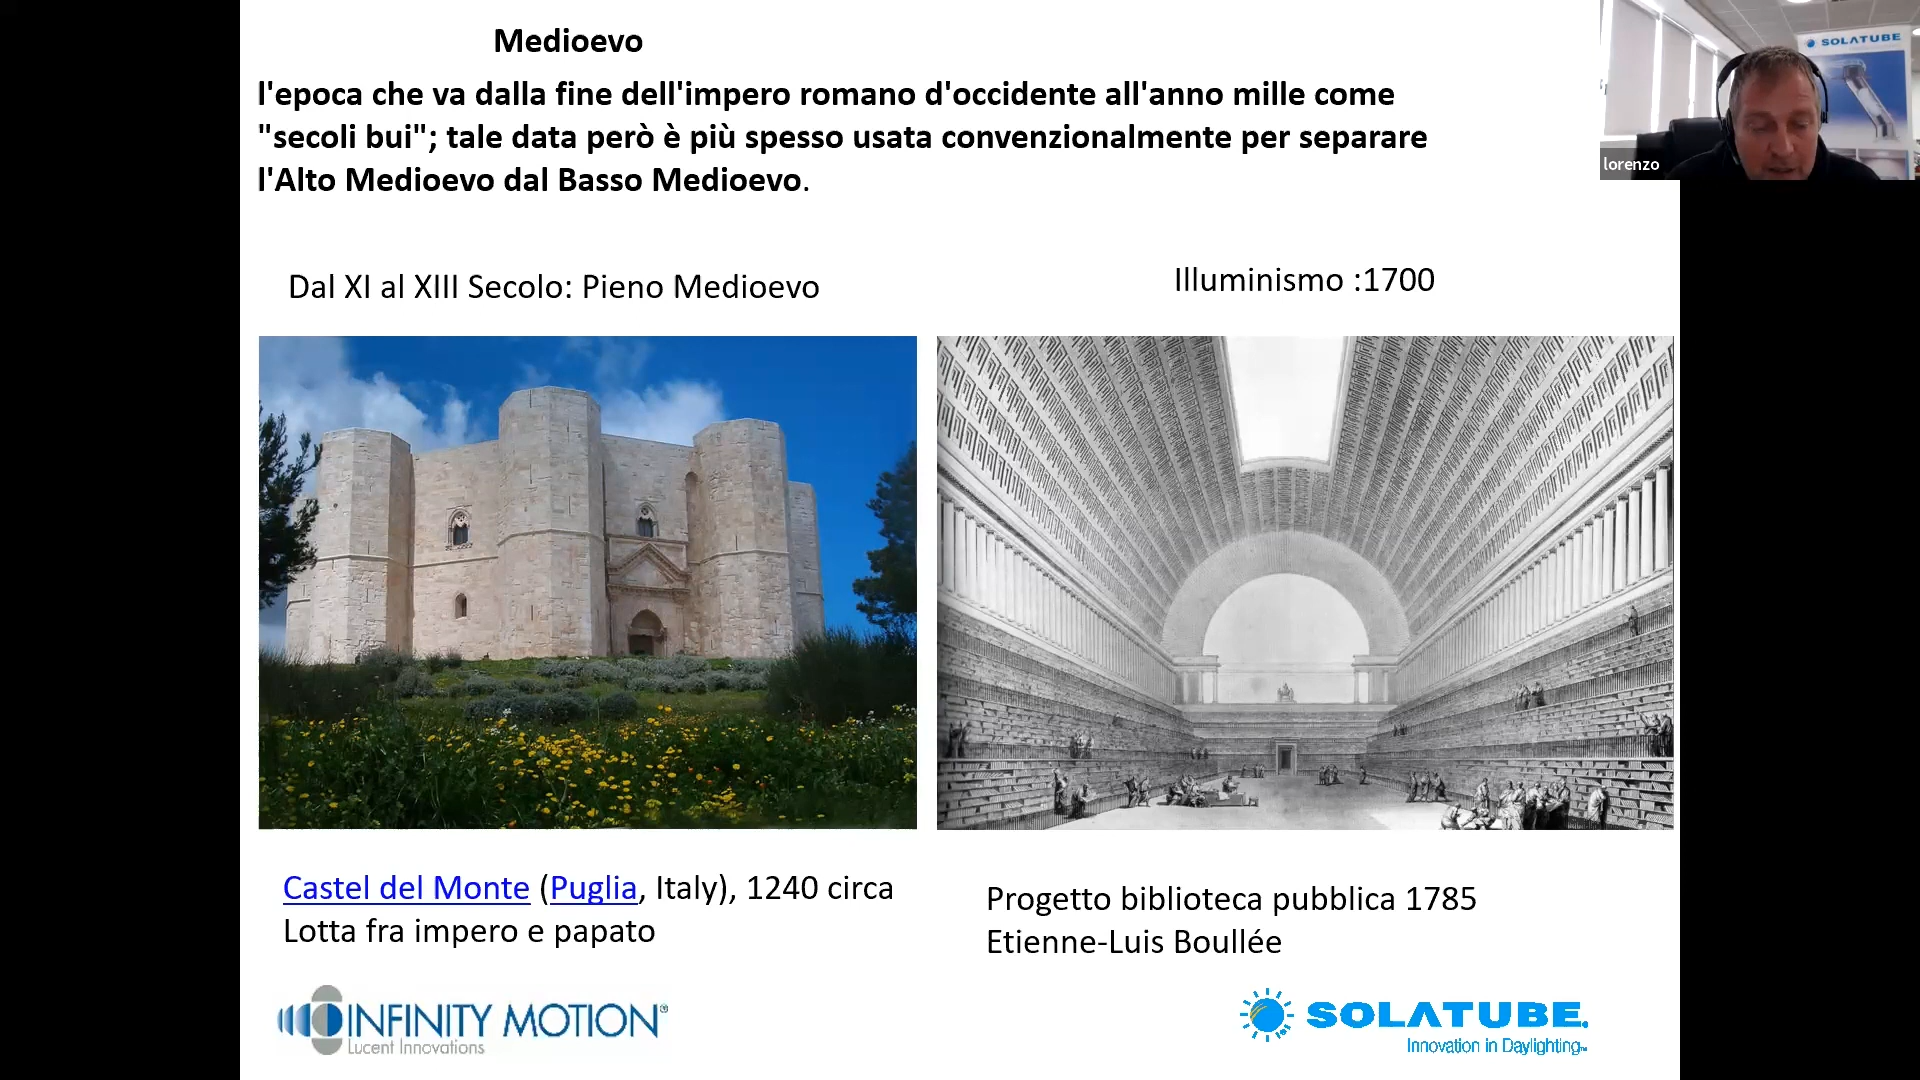 Medioevo
l'epoca che va dalla fine dell'impero romano d'occidente all'anno mille come
"secoli bui"; tale data però è più spesso usata convenzionalmente per separare
l'Alto Medioevo dal Basso Medioevo.
SOLATUBE
lorenzo
Dal XI al XIII Secolo: Pieno Medioevo
Illuminismo :1700
Castel del Monte (Puglia, Italy), 1240 circa
Lotta fra impero e papato
Progetto biblioteca pubblica 1785
Etienne-Luis Boullée
INFINITY MOTION®
Lucent Innovations
SOLATUBE.
Innovation in Daylighting™